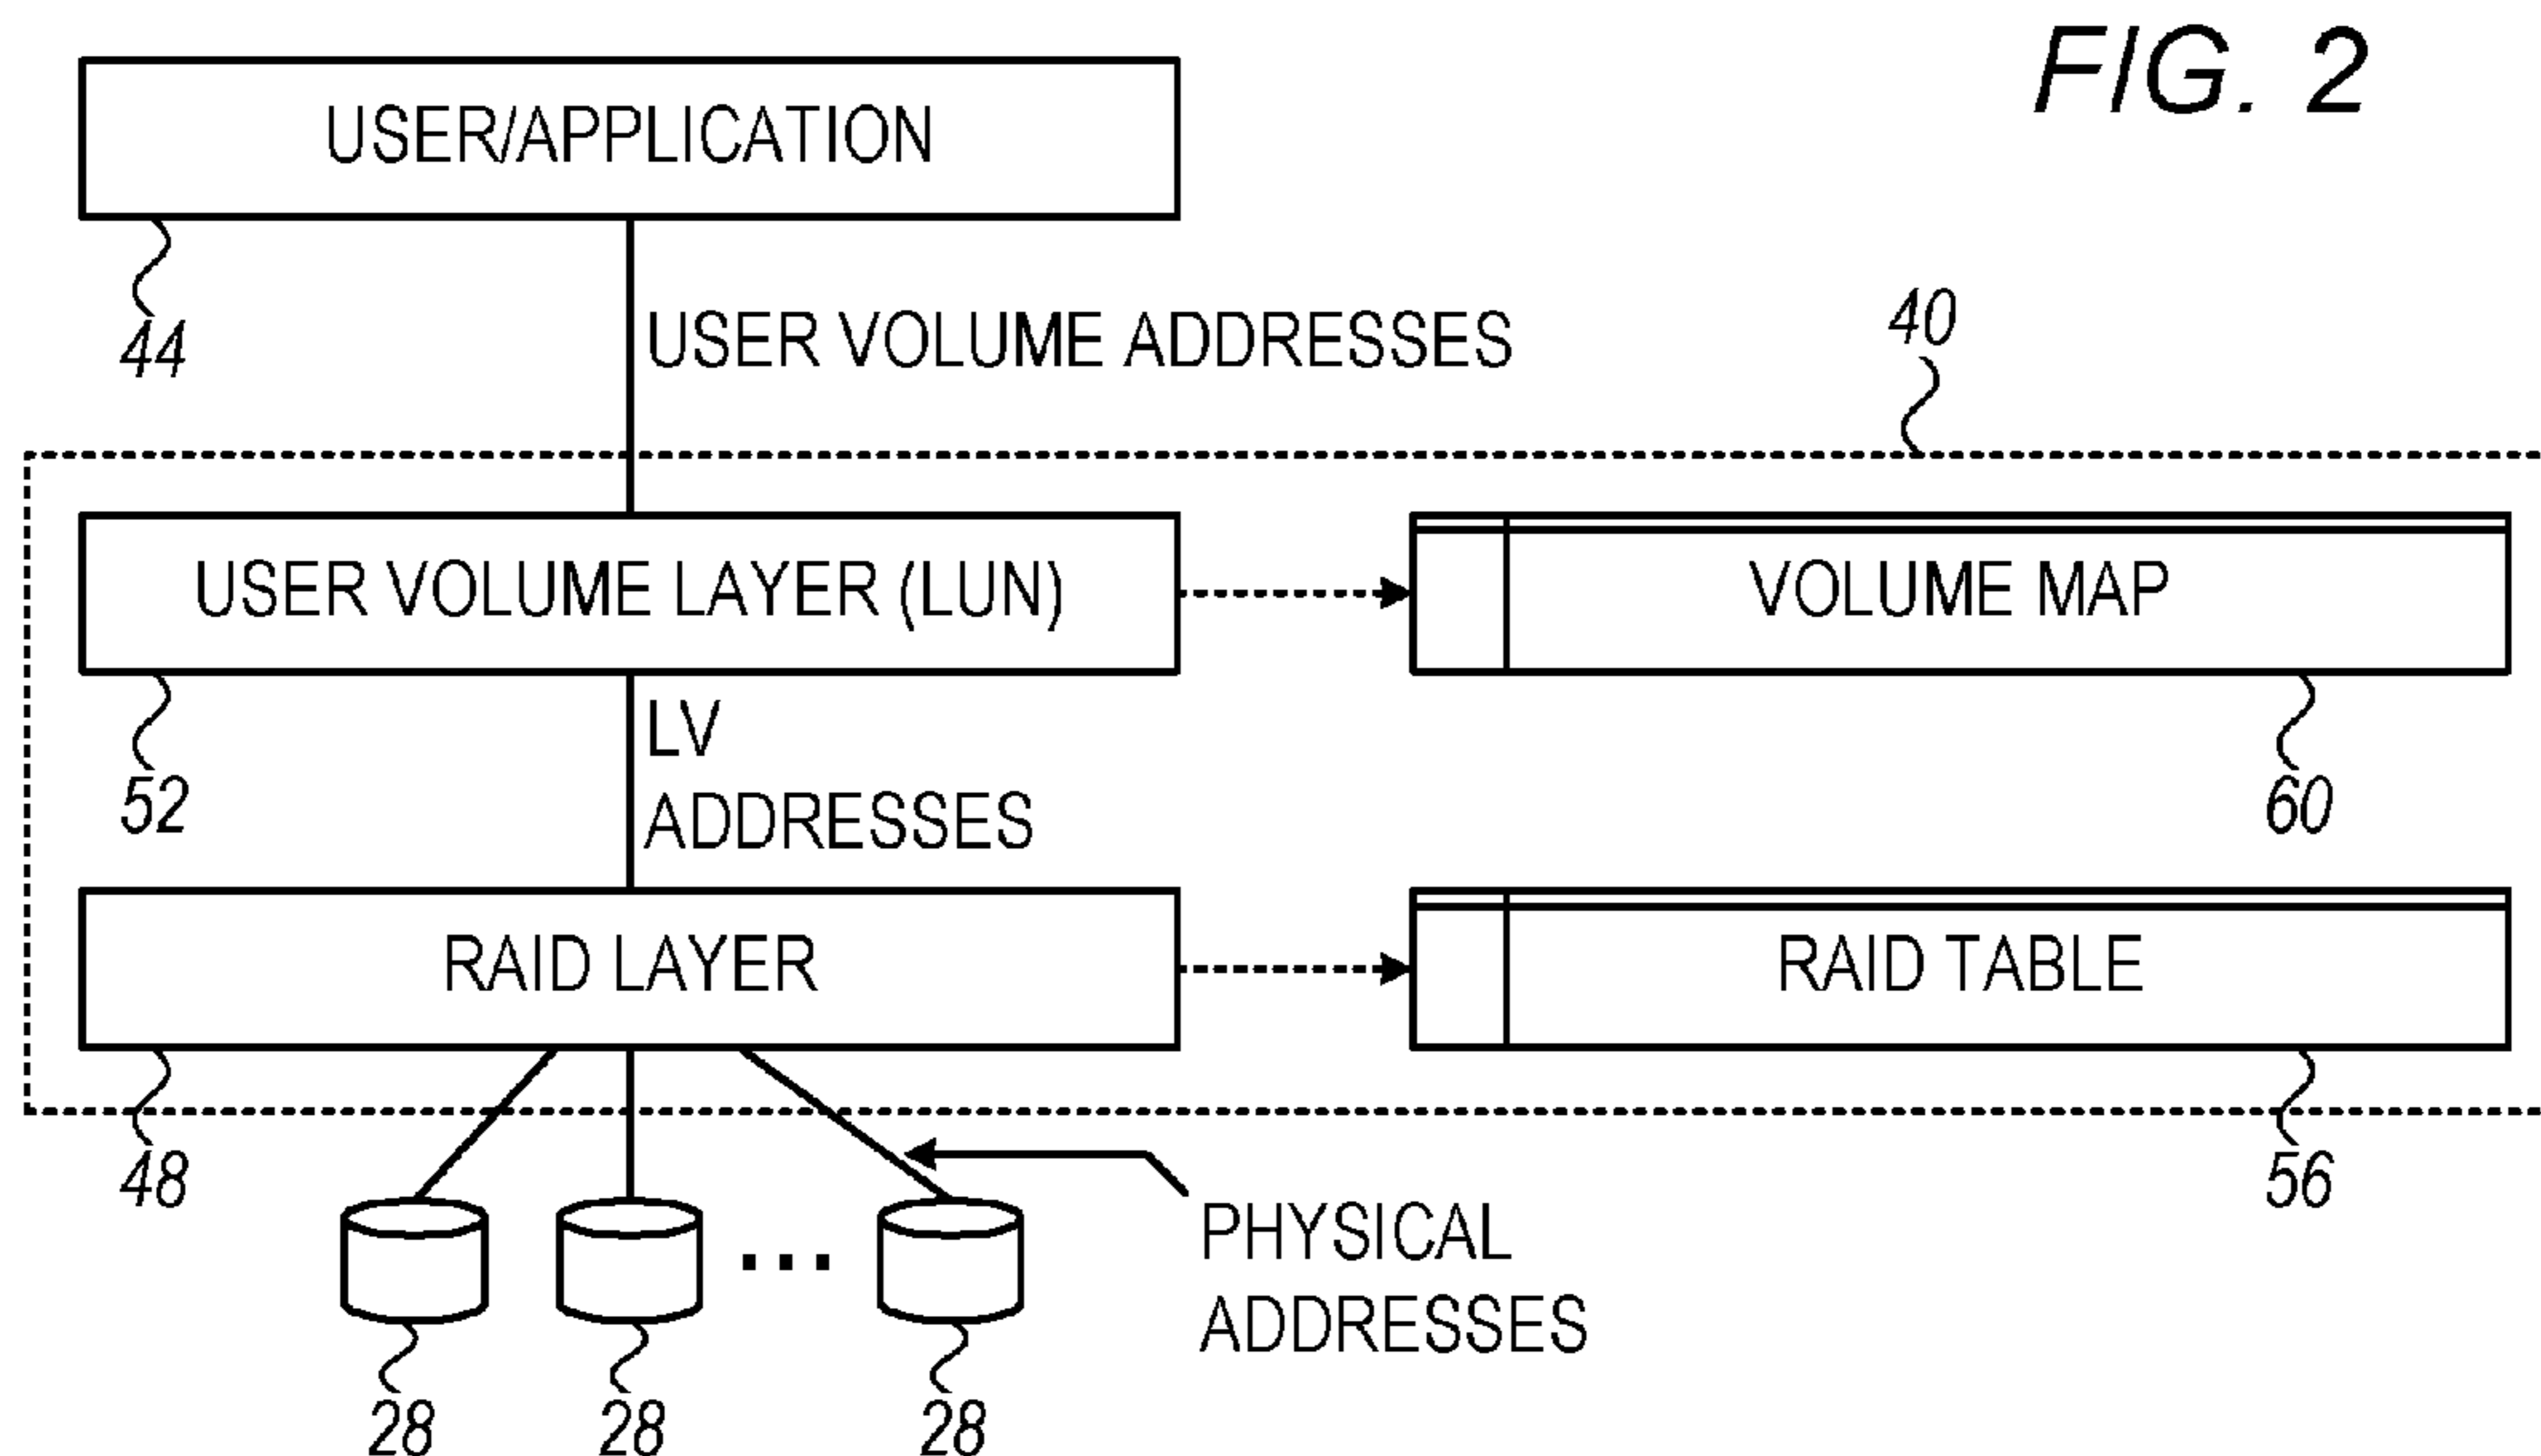 FIG. 2
USER/APPLICATION
44
USER VOLUME ADDRESSES
40
USER VOLUME LAYER (LUN)
VOLUME MAP
52
LV
ADDRESSES
60
RAID LAYER
RAID TABLE
48
PHYSICAL
ADDRESSES
56
28
28
28